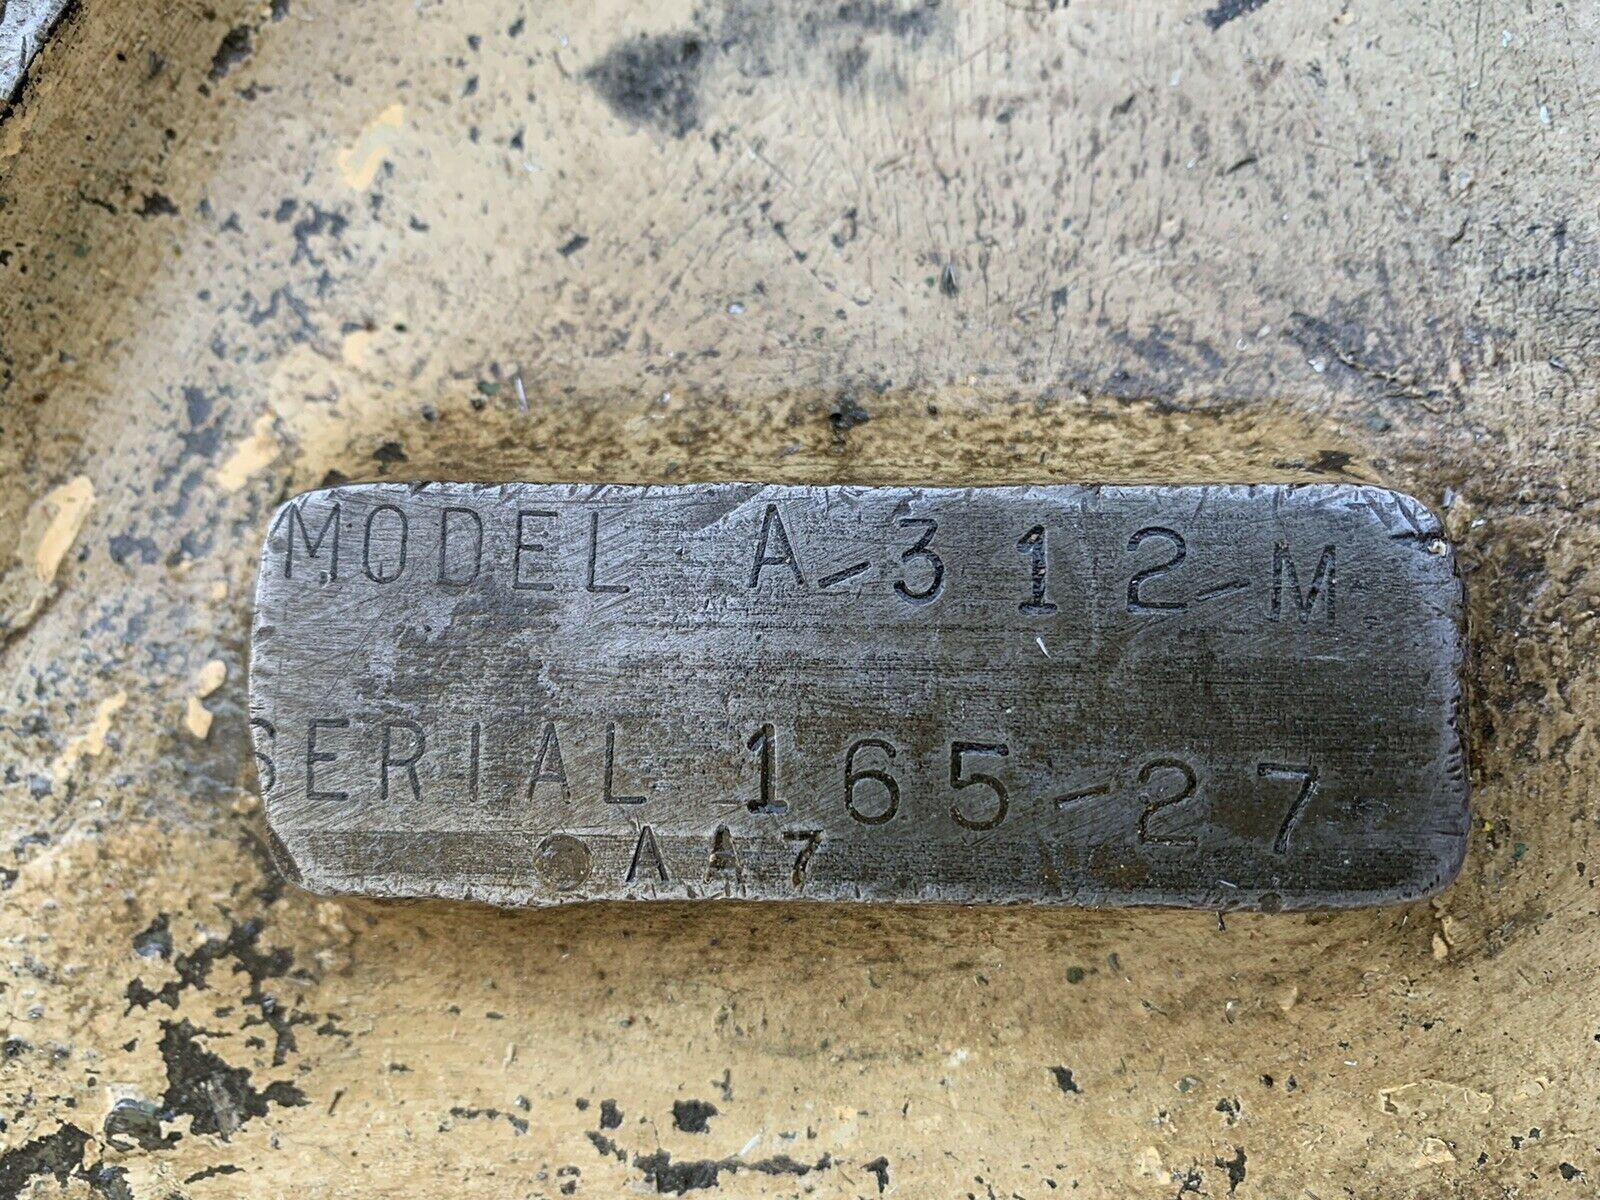 MODEL A-312-M
SERIAL 165-27
AA7